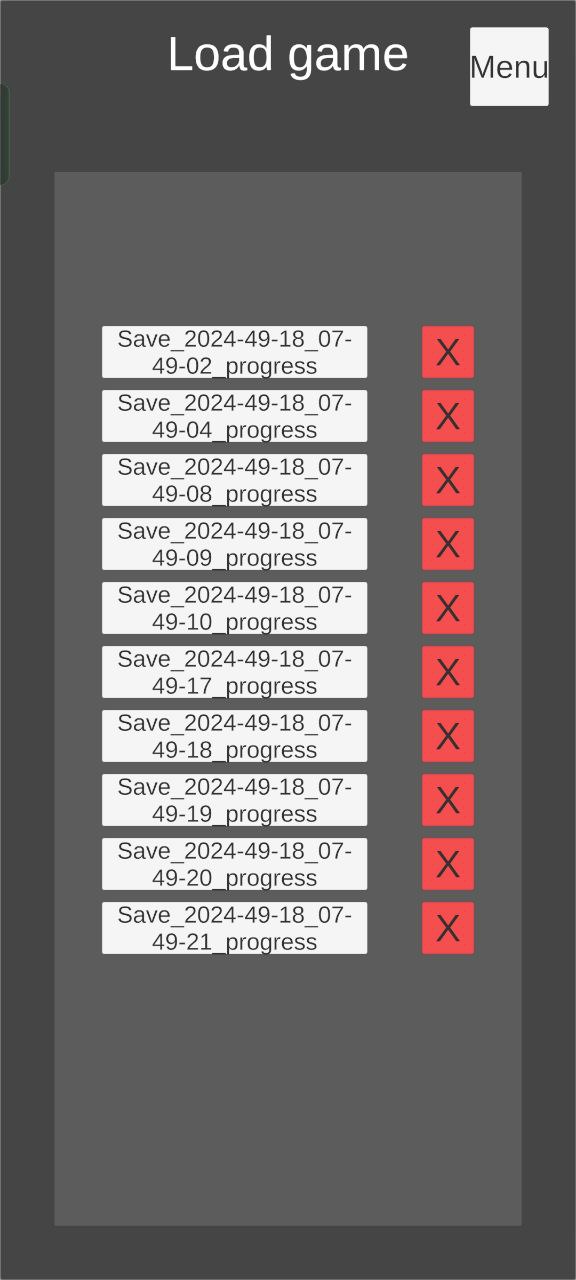 Load game
Menu
Save_2024-49-18_07-
49-02_progress
X
Save_2024-49-18_07-
49-04_progress
X
Save_2024-49-18_07-
49-08_progress
X
Save_2024-49-18_07-
49-09_progress
X
Save_2024-49-18_07-
49-10_progress
X
Save_2024-49-18_07-
49-17_progress
X
Save_2024-49-18_07-
49-18_progress
X
Save_2024-49-18_07-
49-19_progress
X
Save_2024-49-18_07-
49-20_progress
X
Save_2024-49-18_07-
49-21_progress
X